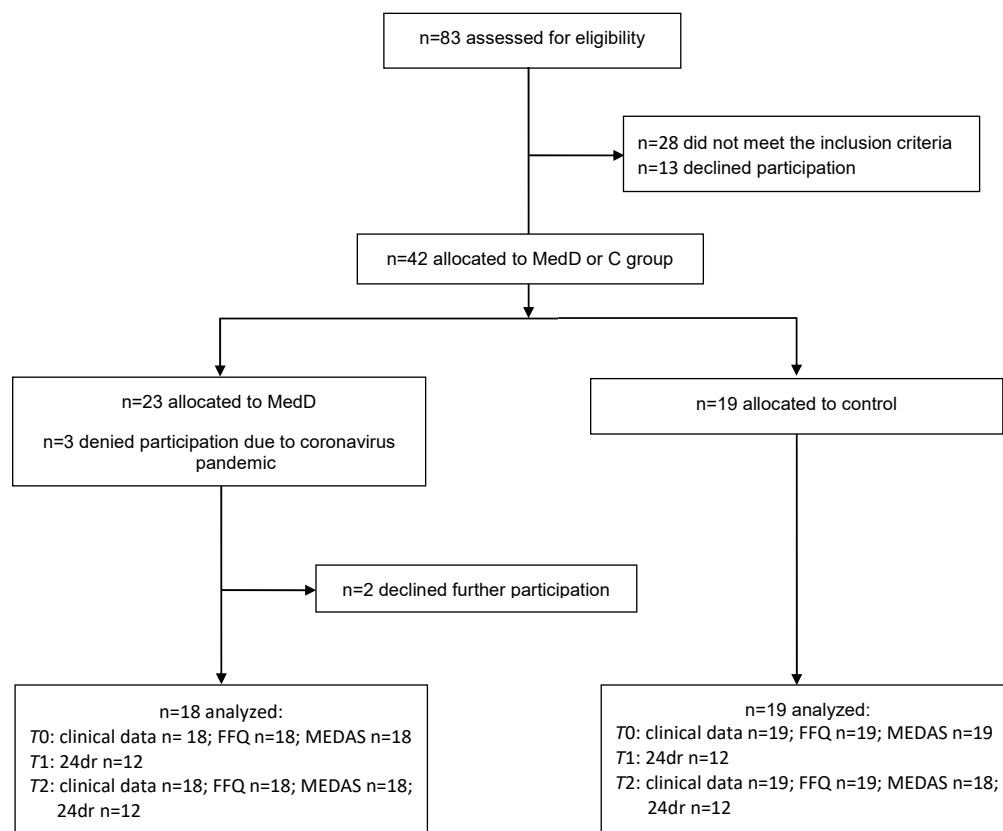 n=83 assessed for eligibility
n=28 did not meet the inclusion criteria
n=13 declined participation
n=42 allocated to MedD or C group
n=23 allocated to MedD
n=3 denied participation due to coronavirus
pandemic
n=19 allocated to control
n=2 declined further participation
n=18 analyzed:
T0: clinical data n= 18; FFQ n=18; MEDAS n=18
T1: 24dr n=12
T2: clinical data n=18; FFQ n=18; MEDAS n=18;
24dr n=12
n=19 analyzed:
T0: clinical data n=19; FFQ n=19; MEDAS n=19
T1: 24dr n=12
T2: clinical data n=19; FFQ n=19; MEDAS n=18;
24dr n=12